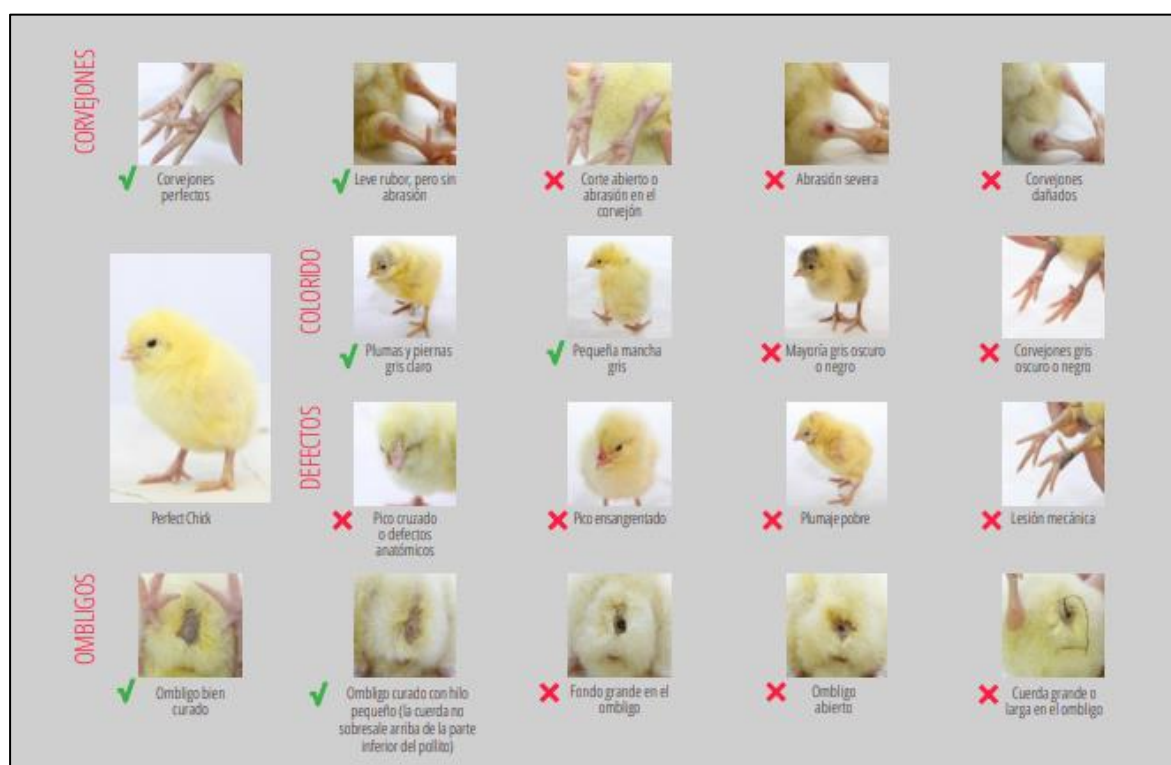 CORVEJONES
Corvejones
perfectos
Leve rubor, pero sin
abrasión
Corte abierto o
abrasión en el
corvejón
Abrasión severa
Corvejones
dañados
Perfect Chick
COLORIDO
Plumas y piernas
gris claro
Pequeña mancha
gris
Mayoría gris oscuro
o negro
Corvejones gris
oscuro o negro
DEFECTOS
Pico cruzado
o defectos
anatómicos
Pico ensangrentado
Plumaje pobre
Lesión mecánica
OMBLIGOS
Ombligo bien
curado
Ombligo curado con hilo
pequeño (la cuerda no
sobresale arriba de la parte
inferior del pollito)
Fondo grande en el
ombligo
Ombligo
abierto
Cuerda grande o
larga en el ombligo